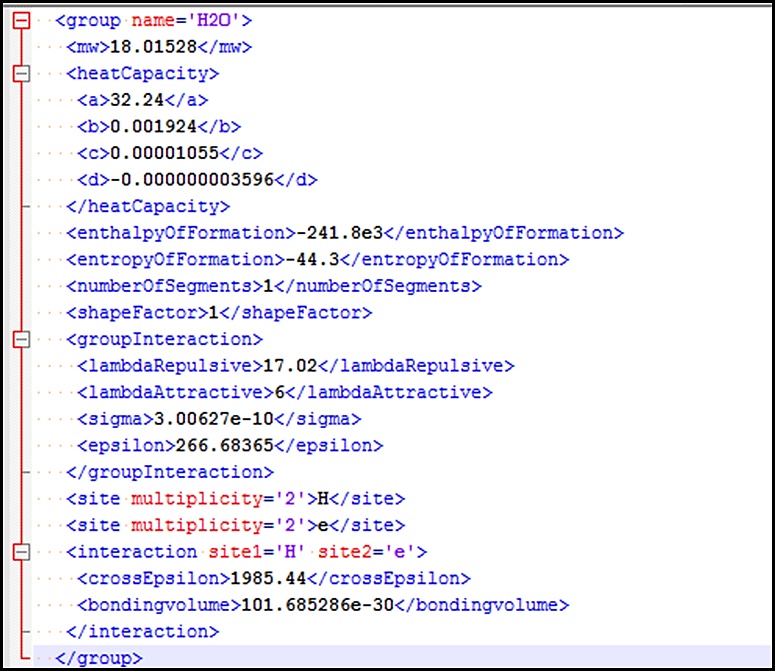 <group name='H2O'>
<mw>18.01528</mw>
<heatCapacity>
<a>32.24</a>
<b>0.001924</b>
<c>0.00001055</c>
<d>-0.000000003596</d>
</heatCapacity>
<enthalpyOfFormation>-241.8e3</enthalpyOfFormation>
<entropyOfFormation>-44.3</entropyOfFormation>
<numberOfSegments>1</numberOfSegments>
<shapeFactor>1</shapeFactor>
<groupInteraction>
<lambdaRepulsive>17.02</lambdaRepulsive>
<lambdaAttractive>6</lambdaAttractive>
<sigma>3.00627e-10</sigma>
<epsilon>266.68365</epsilon>
</groupInteraction>
<site multiplicity='2'>H</site>
<site multiplicity='2'>e</site>
<interaction site1='H' site2='e'>
<crossEpsilon>1985.44</crossEpsilon>
<bondingvolume>101.685286e-30</bondingvolume>
</interaction>
</group>